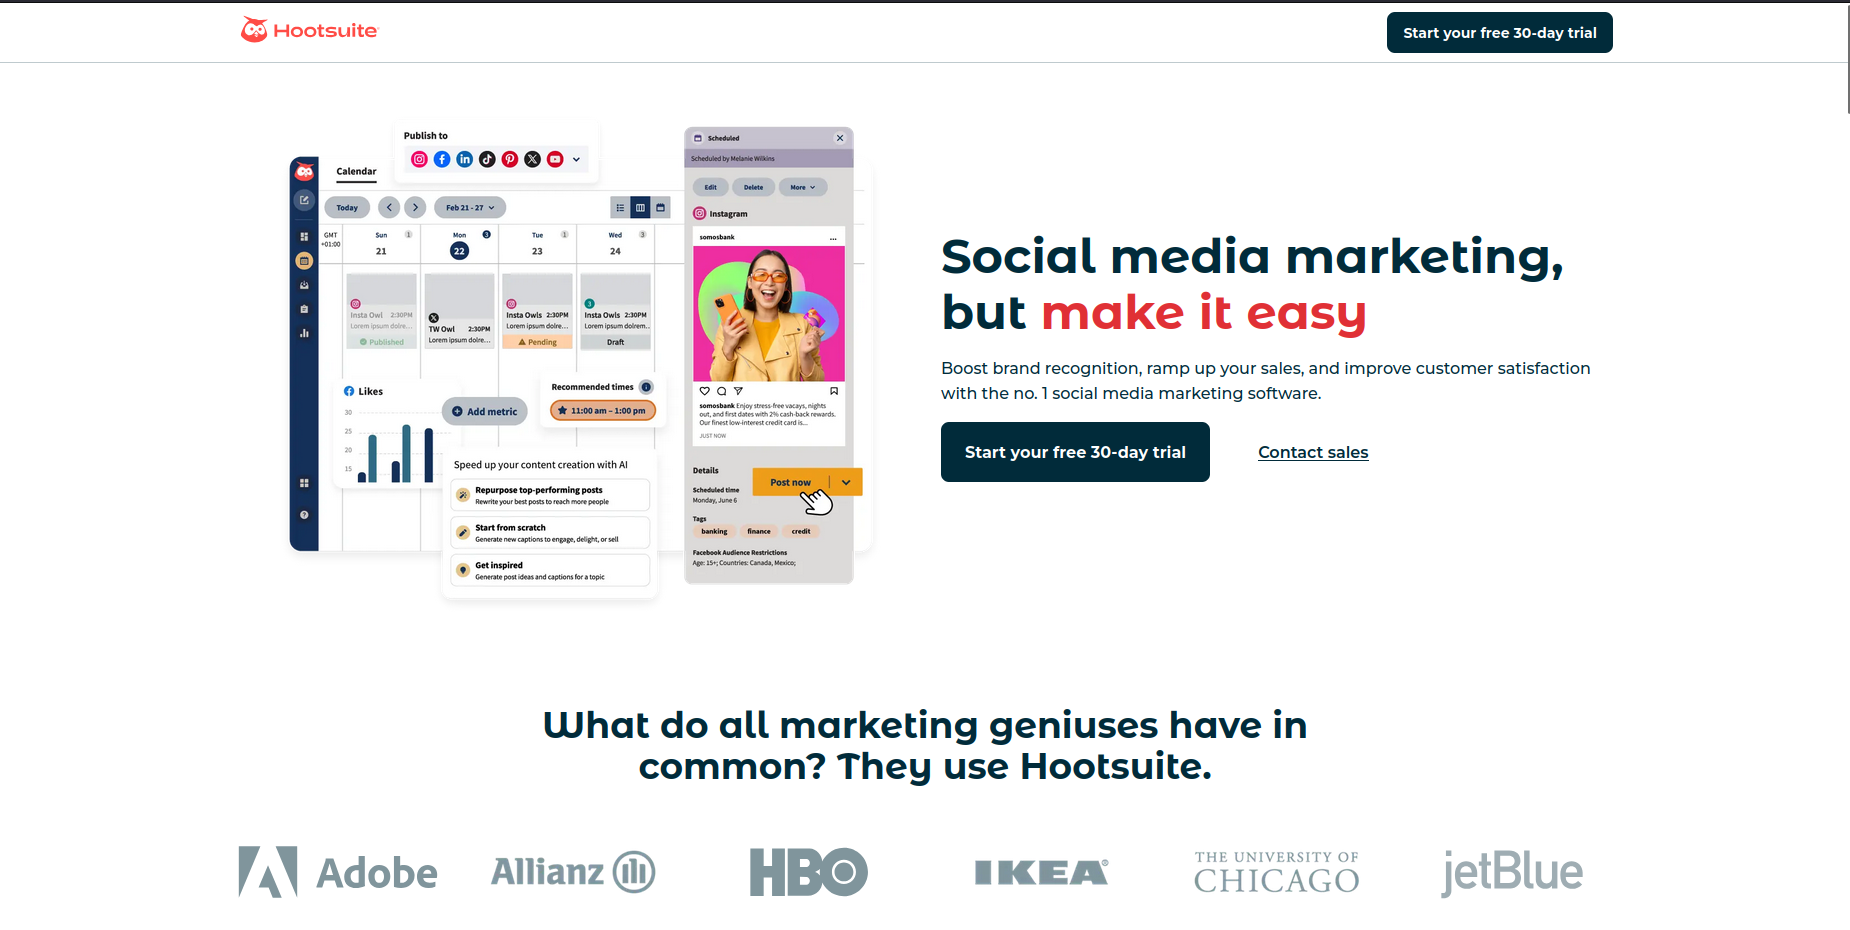 Hootsuite
Start your free 30-day trial
Publish to
Calendar
Today
Feb 21 - 27
GMT
+01:00
Sun
1
21
Mon
3
22
Tue
1
23
Wed
3
24
Insta Owls 2:30PM
Lorem ipsum dolre...
Published
TW Owl 2:30PM
Lorem ipsum dolre...
Insta Owls 2:30PM
Lorem ipsum dolre...
Pending
3
Insta Owls 2:30PM
Lorem ipsum dolorem..
Draft
Likes
30
25
20
15
Add metric
Recommended times
11:00 am – 1:00 pm
Speed up your content creation with AI
Repurpose top-performing posts
Rewrite your best posts to reach more people
Start from scratch
Generate new captions to engage, delight, or sell
Get inspired
Generate post ideas and captions for a topic
Scheduled
Scheduled by Melanie Wilkins
Edit
Delete
More
Instagram
somosbank
...
somosbank Enjoy stress-free vacays, nights
out, and first dates with 2% cash-back rewards.
Our finest low-interest credit card is...
JUST NOW
Details
Scheduled time
Monday, June 6
Post now
Tags
banking
finance
credit
Facebook Audience Restrictions
Age: 15+; Countries: Canada, Mexico;
Social media marketing,
but make it easy
Boost brand recognition, ramp up your sales, and improve customer satisfaction
with the no. 1 social media marketing software.
Start your free 30-day trial
Contact sales
What do all marketing geniuses have in
common? They use Hootsuite.
Adobe
Allianz
HBO
IKEA®
THE UNIVERSITY OF
CHICAGO
jetBlue